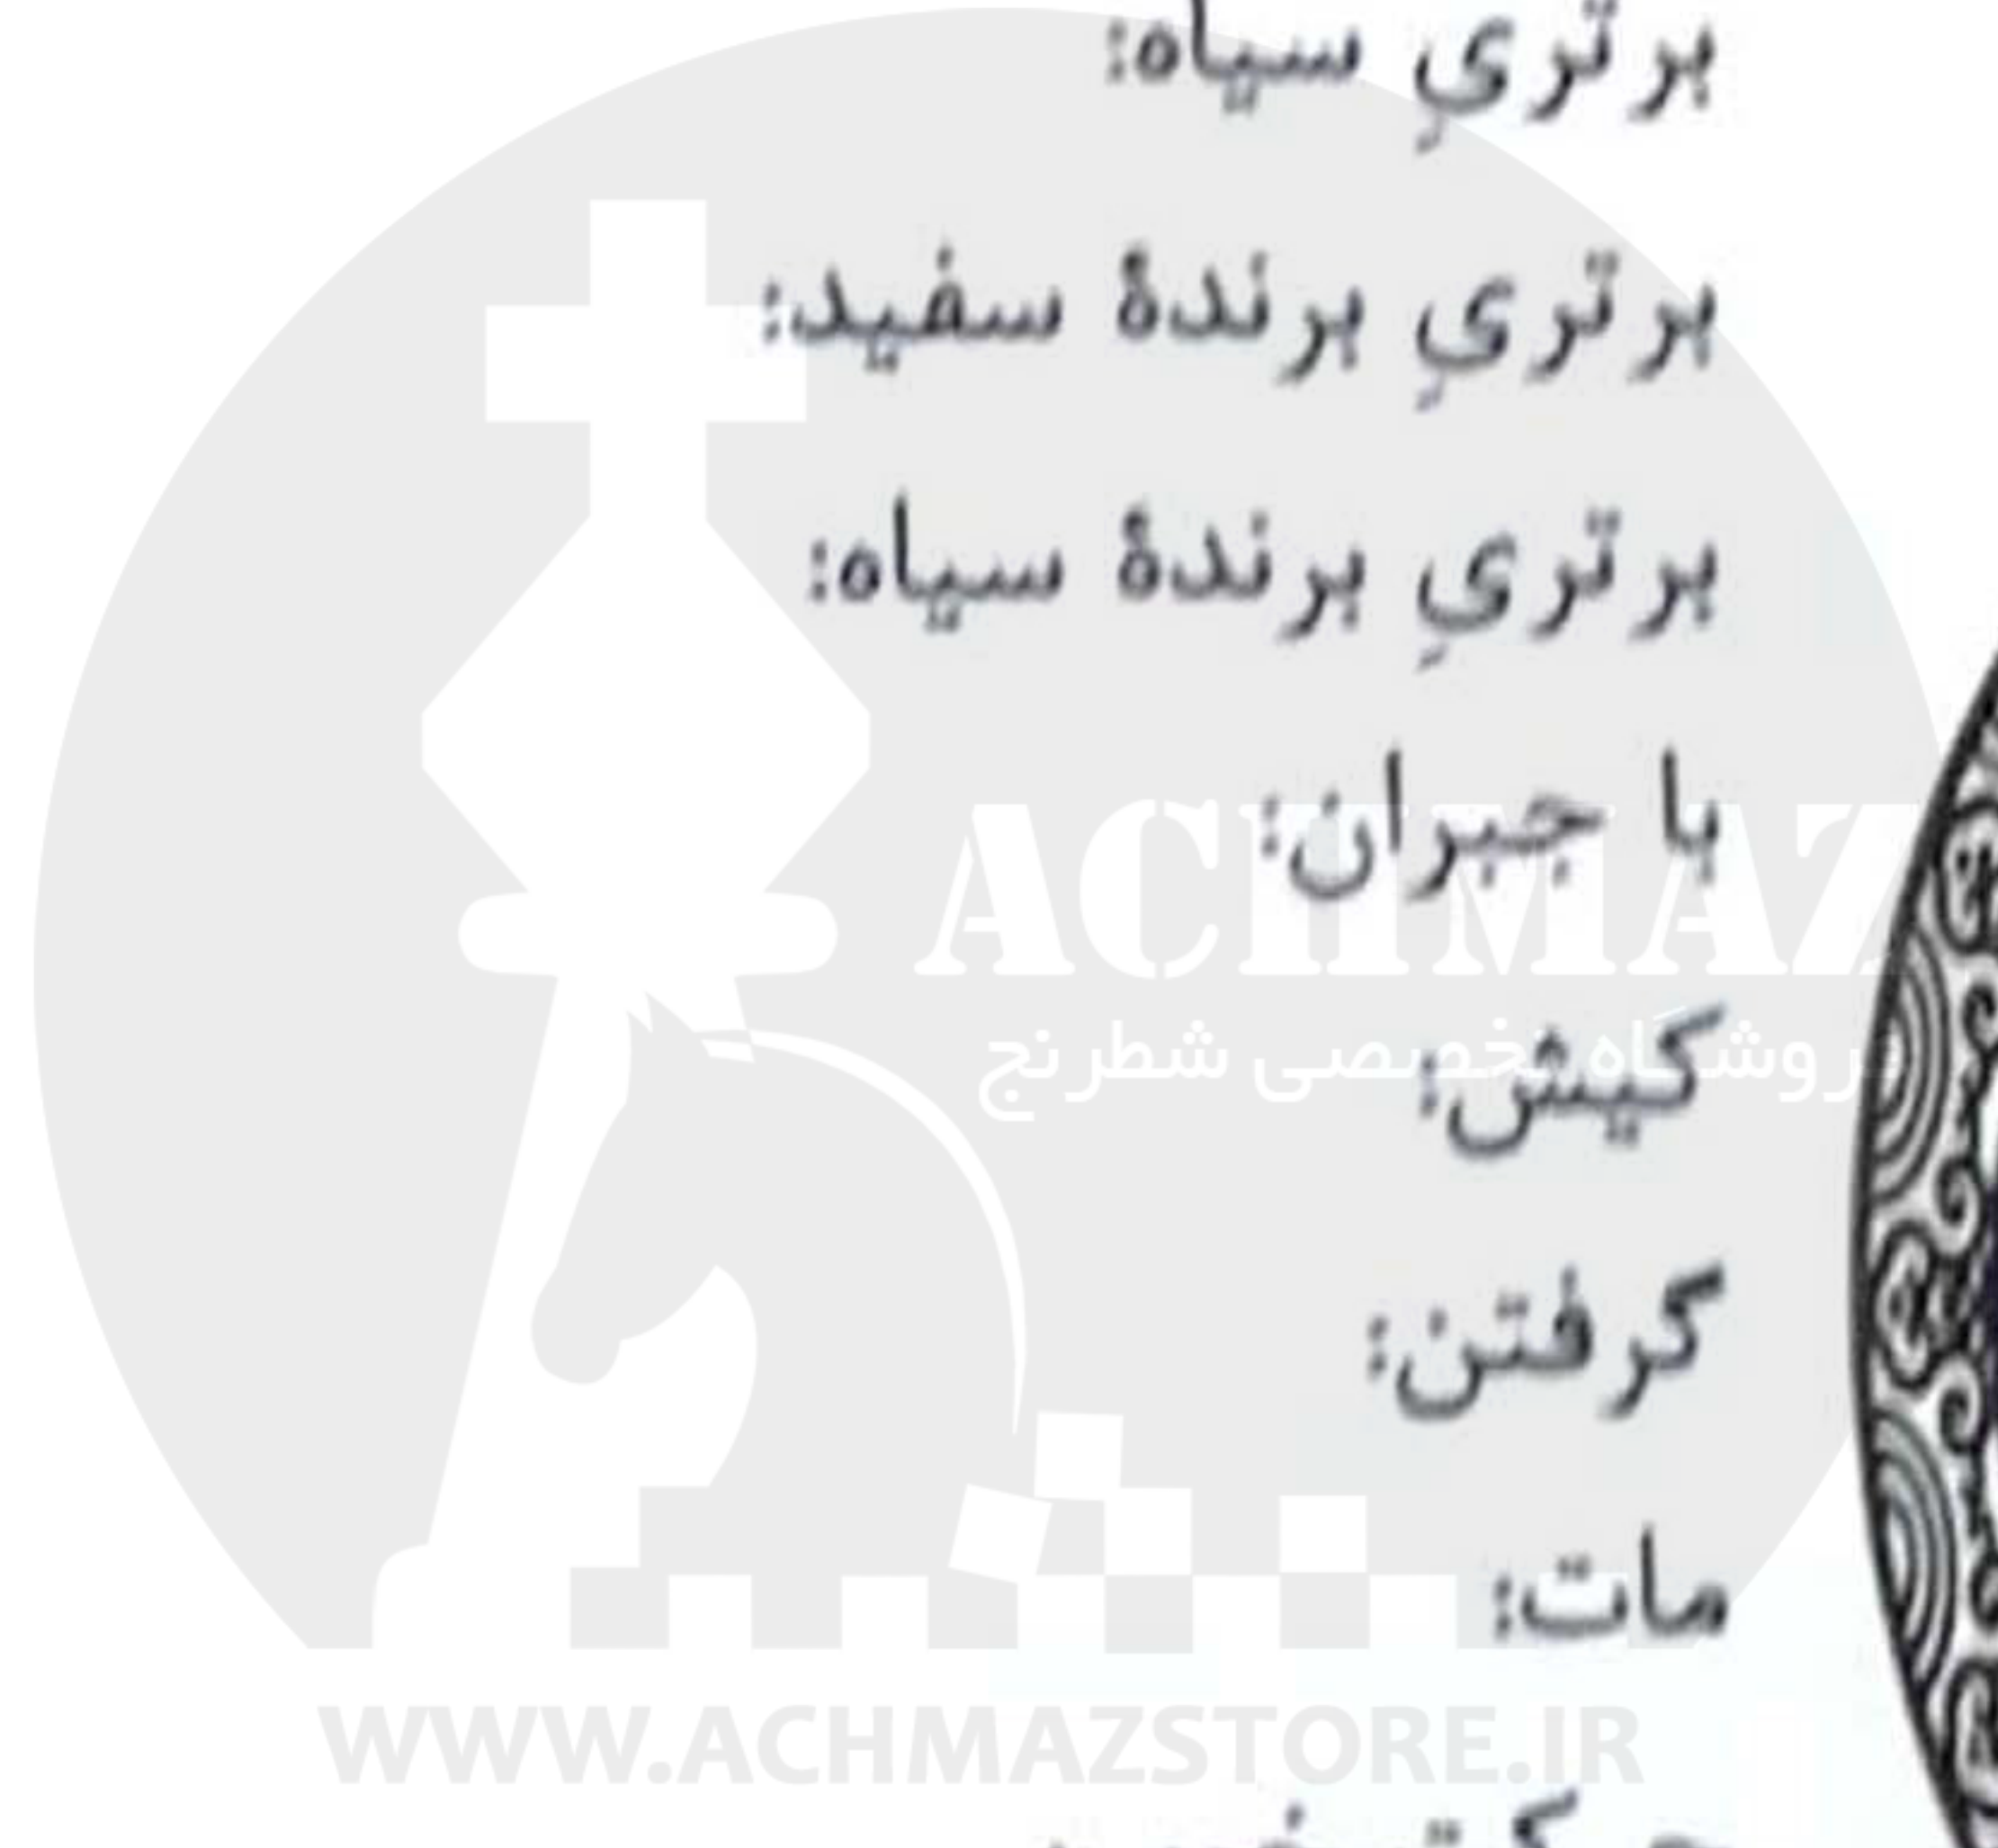 برتریِ سیاه:
برتریِ برندهٔ سفید:
برتریِ برندهٔ سیاه:
با جبران:
ACHMAZ
کیش:
روشگاه تخصصی شطرنج
گرفتن:
مات:
WWW.ACHMAZSTORE.IR